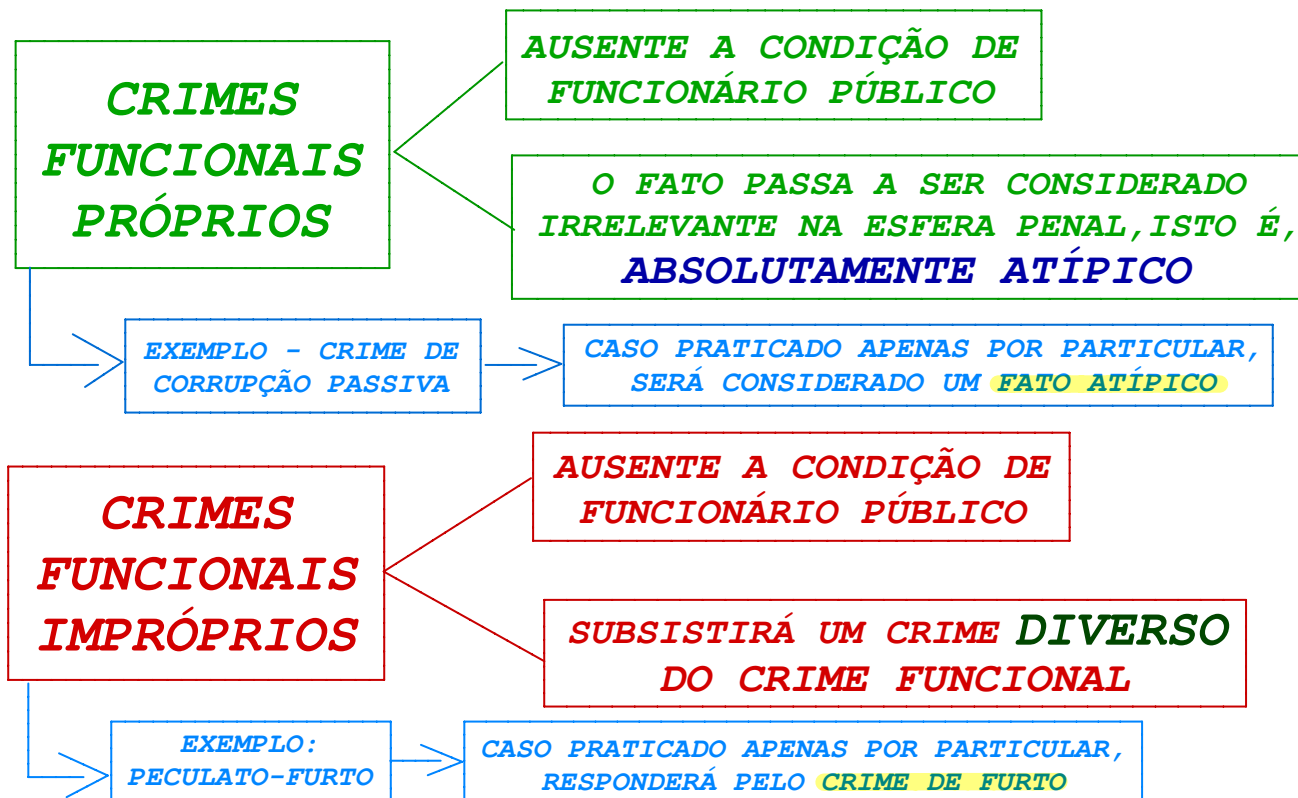 CRIMES
FUNCIONAIS
PRÓPRIOS
AUSENTE A CONDIÇÃO DE
FUNCIONÁRIO PÚBLICO
O FATO PASSA A SER CONSIDERADO
IRRELEVANTE NA ESFERA PENAL,ISTO É,
ABSOLUTAMENTE ATÍPICO
EXEMPLO - CRIME DE
CORRUPÇÃO PASSIVA
CASO PRATICADO APENAS POR PARTICULAR,
SERÁ CONSIDERADO UM FATO ATÍPICO
CRIMES
FUNCIONAIS
IMPRÓPRIOS
AUSENTE A CONDIÇÃO DE
FUNCIONÁRIO PÚBLICO
SUBSISTIRÁ UM CRIME DIVERSO
DO CRIME FUNCIONAL
EXEMPLO:
PECULATO-FURTO
CASO PRATICADO APENAS POR PARTICULAR,
RESPONDERÁ PELO CRIME DE FURTO